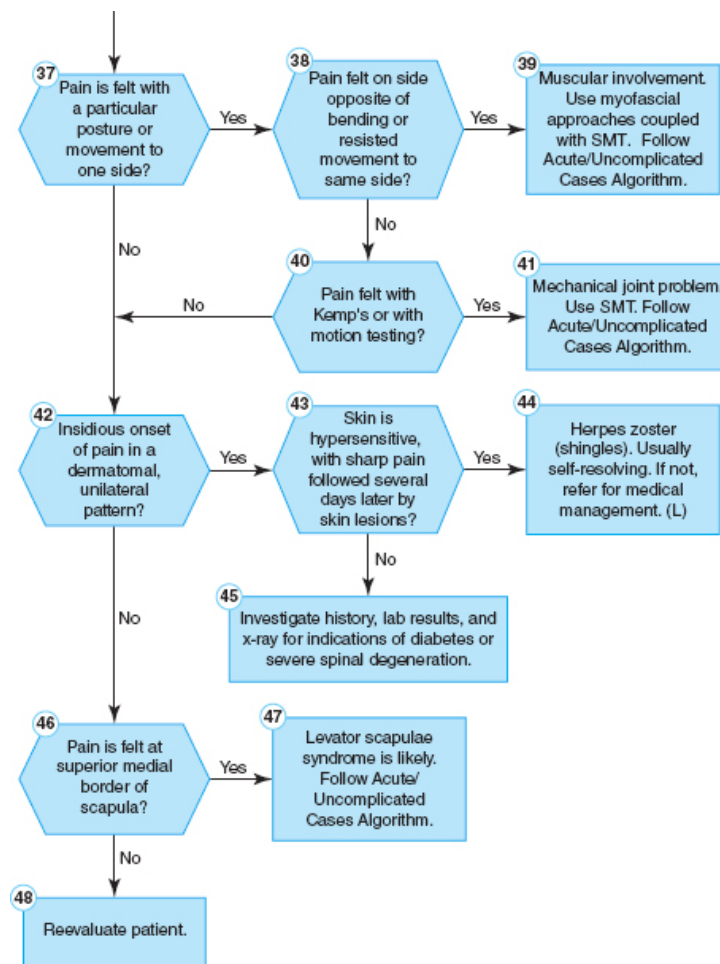 37
Pain is felt with
a particular
posture or
movement to
one side?
Yes
38
Pain felt on side
opposite of
bending or
resisted
movement to
same side?
Yes
39
Muscular involvement.
Use myofascial
approaches coupled
with SMT. Follow
Acute/Uncomplicated
Cases Algorithm.
No
No
40
Pain felt with
Kemp's or with
motion testing?
No
Yes
41
Mechanical joint problem.
Use SMT. Follow
Acute/Uncomplicated
Cases Algorithm.
42
Insidious onset
of pain in a
dermatomal,
unilateral
pattern?
Yes
43
Skin is
hypersensitive,
with sharp pain
followed several
days later by
skin lesions?
Yes
44
Herpes zoster
(shingles). Usually
self-resolving. If not,
refer for medical
management. (L)
No
No
45
Investigate history, lab results, and
x-ray for indications of diabetes or
severe spinal degeneration.
46
Pain is felt at
superior medial
border of
scapula?
Yes
47
Levator scapulae
syndrome is likely.
Follow Acute/
Uncomplicated
Cases Algorithm.
No
48
Reevaluate patient.